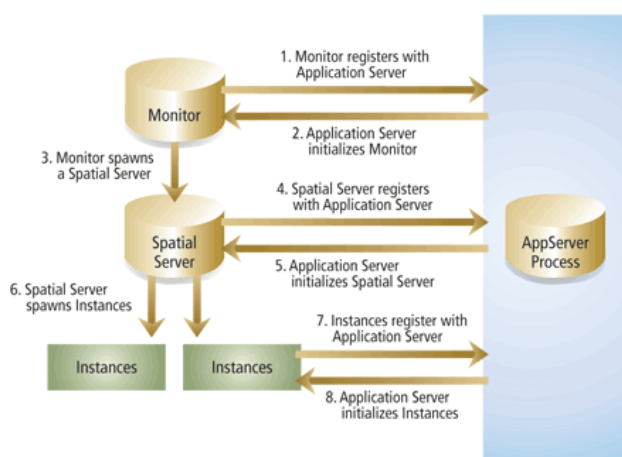 1. Monitor registers with
Application Server
Monitor
2. Application Server
initializes Monitor
3. Monitor spawns
a Spatial Server
4. Spatial Server registers
with Application Server
Spatial
Server
AppServer
Process
5. Application Server
initializes Spatial Server
6. Spatial Server
spawns Instances
7. Instances register with
Application Server
Instances
Instances
8. Application Server
initializes Instances